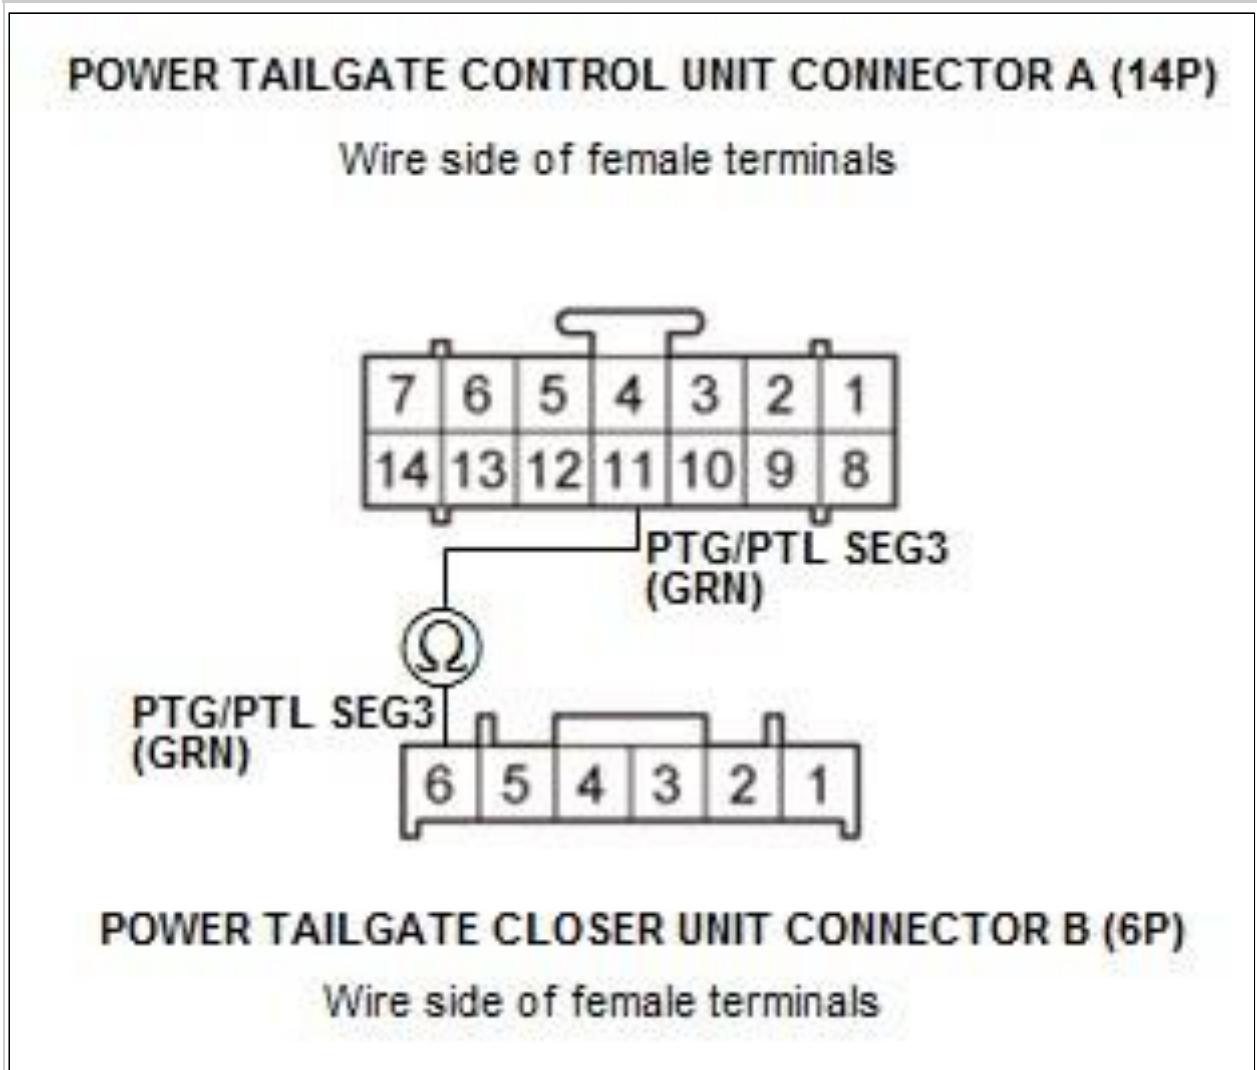 POWER TAILGATE CONTROL UNIT CONNECTOR A (14P)
Wire side of female terminals
7 6 5 4 3 2 1
14 13 12 11 10 9 8
PTG/PTL SEG3
(GRN)
Ω
PTG/PTL SEG3
(GRN)
6 5 4 3 2 1
POWER TAILGATE CLOSER UNIT CONNECTOR B (6P)
Wire side of female terminals